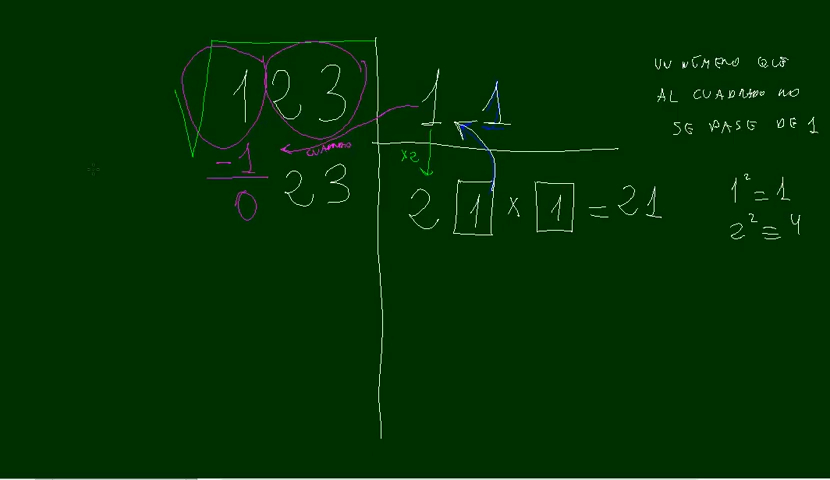 √123 1 1
-1 CUADRADO
0 23
x2
2 1 x 1 = 21
UN NÚMERO QUE
AL CUADRADO NO
SE PASE DE 1
1² = 1
2² = 4